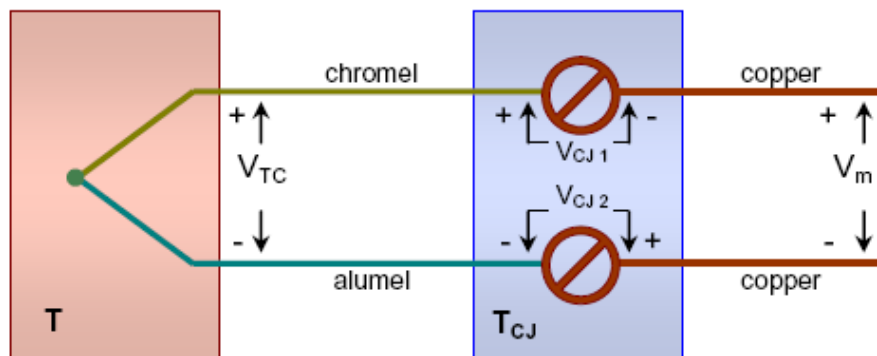 chromel
copper
+
+
-
+
V_TC
V_CJ 1
V_m
V_CJ 2
-
-
+
-
alumel
copper
T
T_CJ